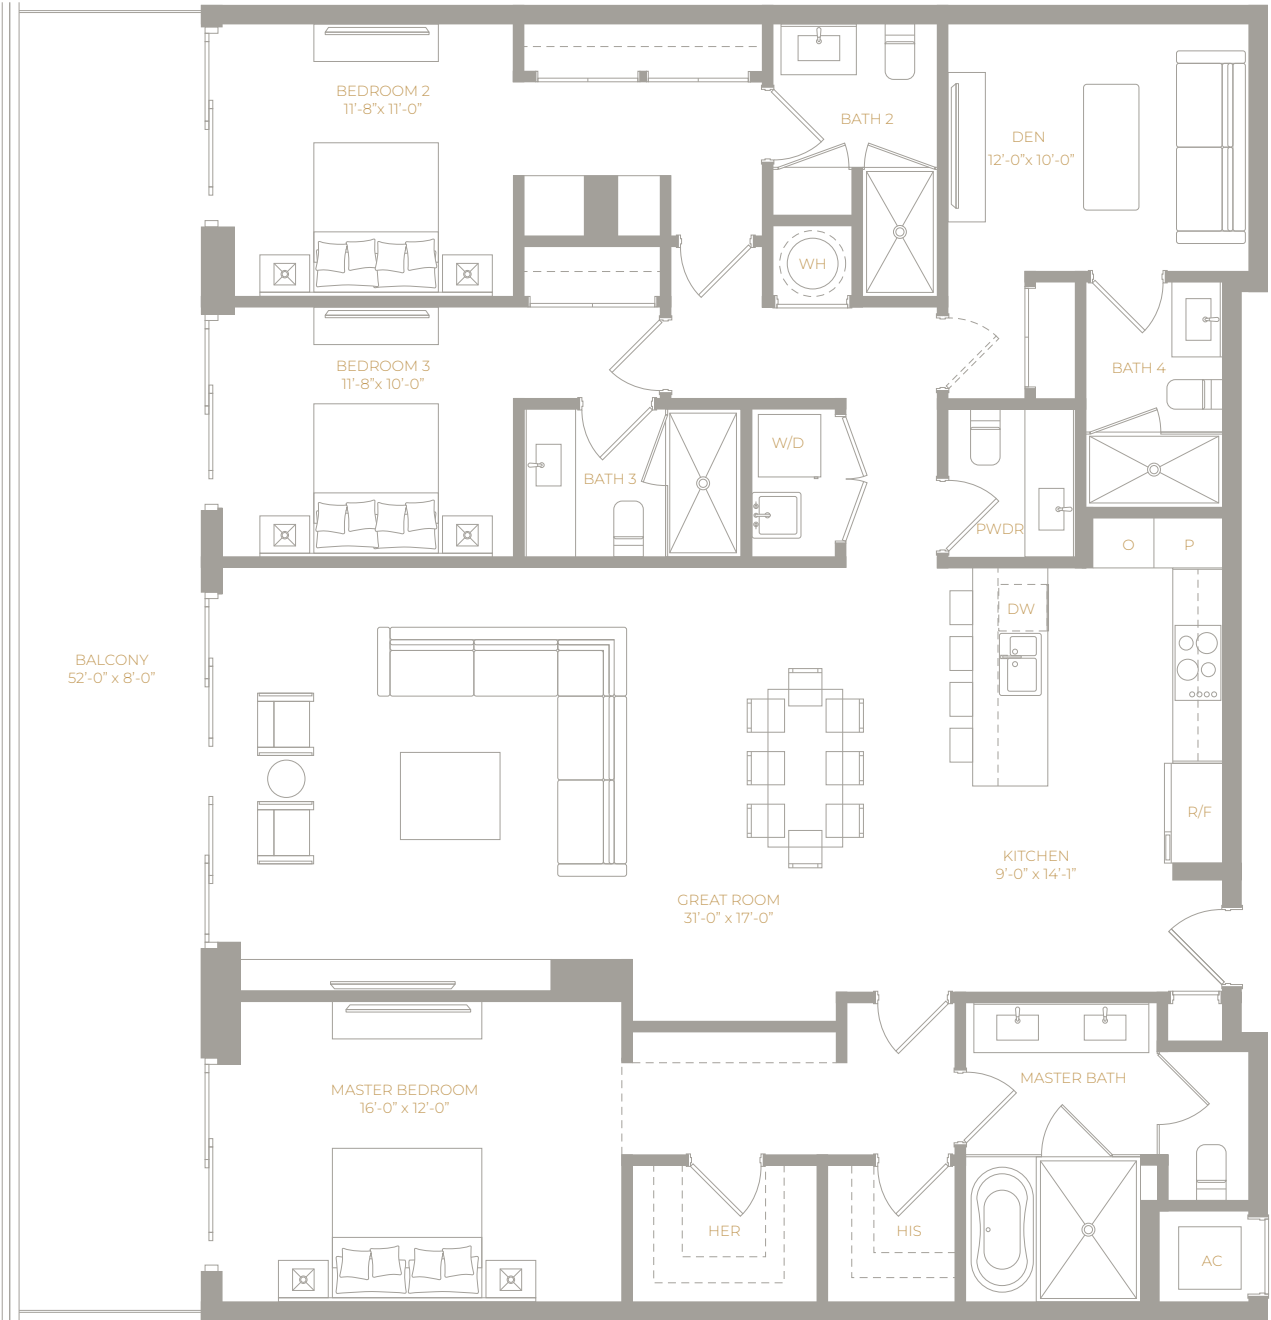 BEDROOM 2
11'-8”x 11'-0”
BATH 2
DEN
12'-0”x 10'-0”
WH
BEDROOM 3
11'-8”x 10'-0”
BATH 4
W/D
BATH 3
PWDR
O
P
DW
BALCONY
52'-0” x 8'-0”
R/F
KITCHEN
9'-0” x 14'-1”
GREAT ROOM
31'-0” x 17'-0”
MASTER BEDROOM
16'-0” x 12'-0”
MASTER BATH
HER
HIS
AC